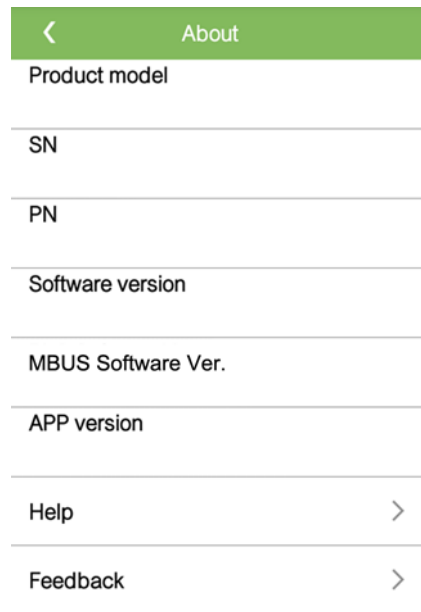 About
Product model
SN
PN
Software version
MBUS Software Ver.
APP version
Help
Feedback